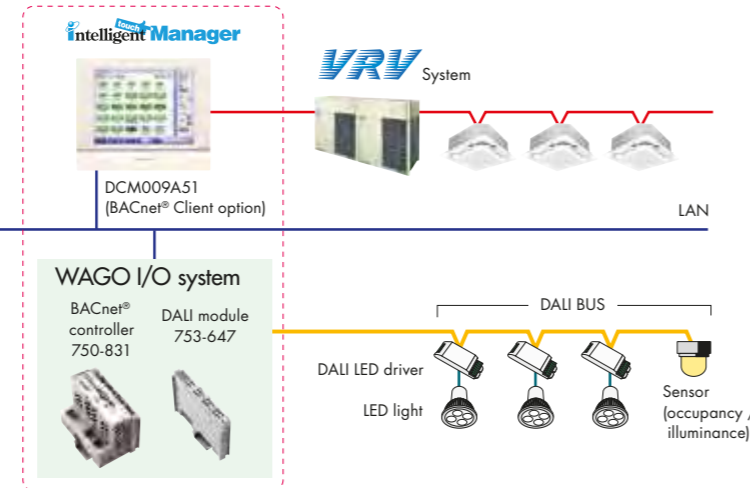 intelligent touch Manager
VRV System
DCM009A51
(BACnet® Client option)
LAN
WAGO I/O system
BACnet®
controller
750-831
DALI module
753-647
DALI BUS
DALI LED driver
LED light
Sensor
(occupancy /
illuminance)